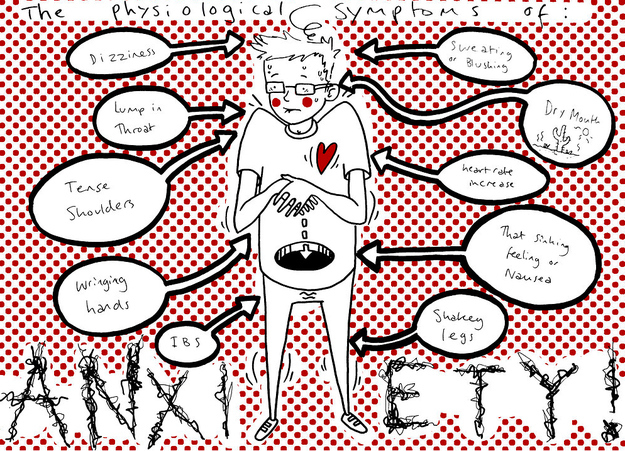 The physiological symptoms of:
Dizziness
Sweating
or Blushing
Lump in
Throat
Dry Mouth
Tense
Shoulders
heart rate
increase
Wringing
hands
That sinking
feeling or
Nausea
IBS
Shakey
legs
ANXIETY!